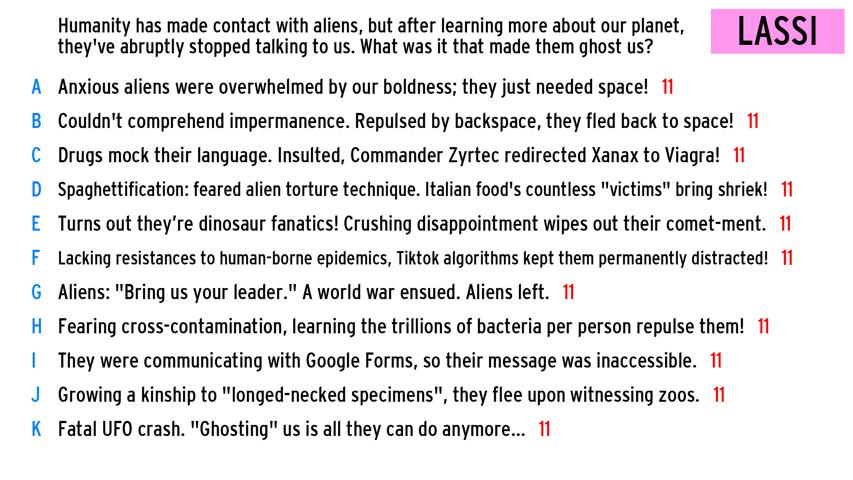 Humanity has made contact with aliens, but after learning more about our planet,
they've abruptly stopped talking to us. What was it that made them ghost us?
LASSI
A Anxious aliens were overwhelmed by our boldness; they just needed space! 11
B Couldn't comprehend impermanence. Repulsed by backspace, they fled back to space! 11
C Drugs mock their language. Insulted, Commander Zyrtec redirected Xanax to Viagra! 11
D Spaghettification: feared alien torture technique. Italian food's countless "victims" bring shriek! 11
E Turns out they’re dinosaur fanatics! Crushing disappointment wipes out their comet-ment. 11
F Lacking resistances to human-borne epidemics, Tiktok algorithms kept them permanently distracted! 11
G Aliens: "Bring us your leader." A world war ensued. Aliens left. 11
H Fearing cross-contamination, learning the trillions of bacteria per person repulse them! 11
I They were communicating with Google Forms, so their message was inaccessible. 11
J Growing a kinship to "longed-necked specimens", they flee upon witnessing zoos. 11
K Fatal UFO crash. "Ghosting" us is all they can do anymore... 11